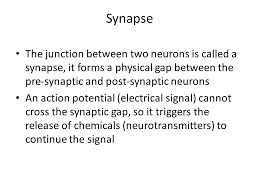 Synapse
• The junction between two neurons is called a
synapse, it forms a physical gap between the
pre-synaptic and post-synaptic neurons
• An action potential (electrical signal) cannot
cross the synaptic gap, so it triggers the
release of chemicals (neurotransmitters) to
continue the signal